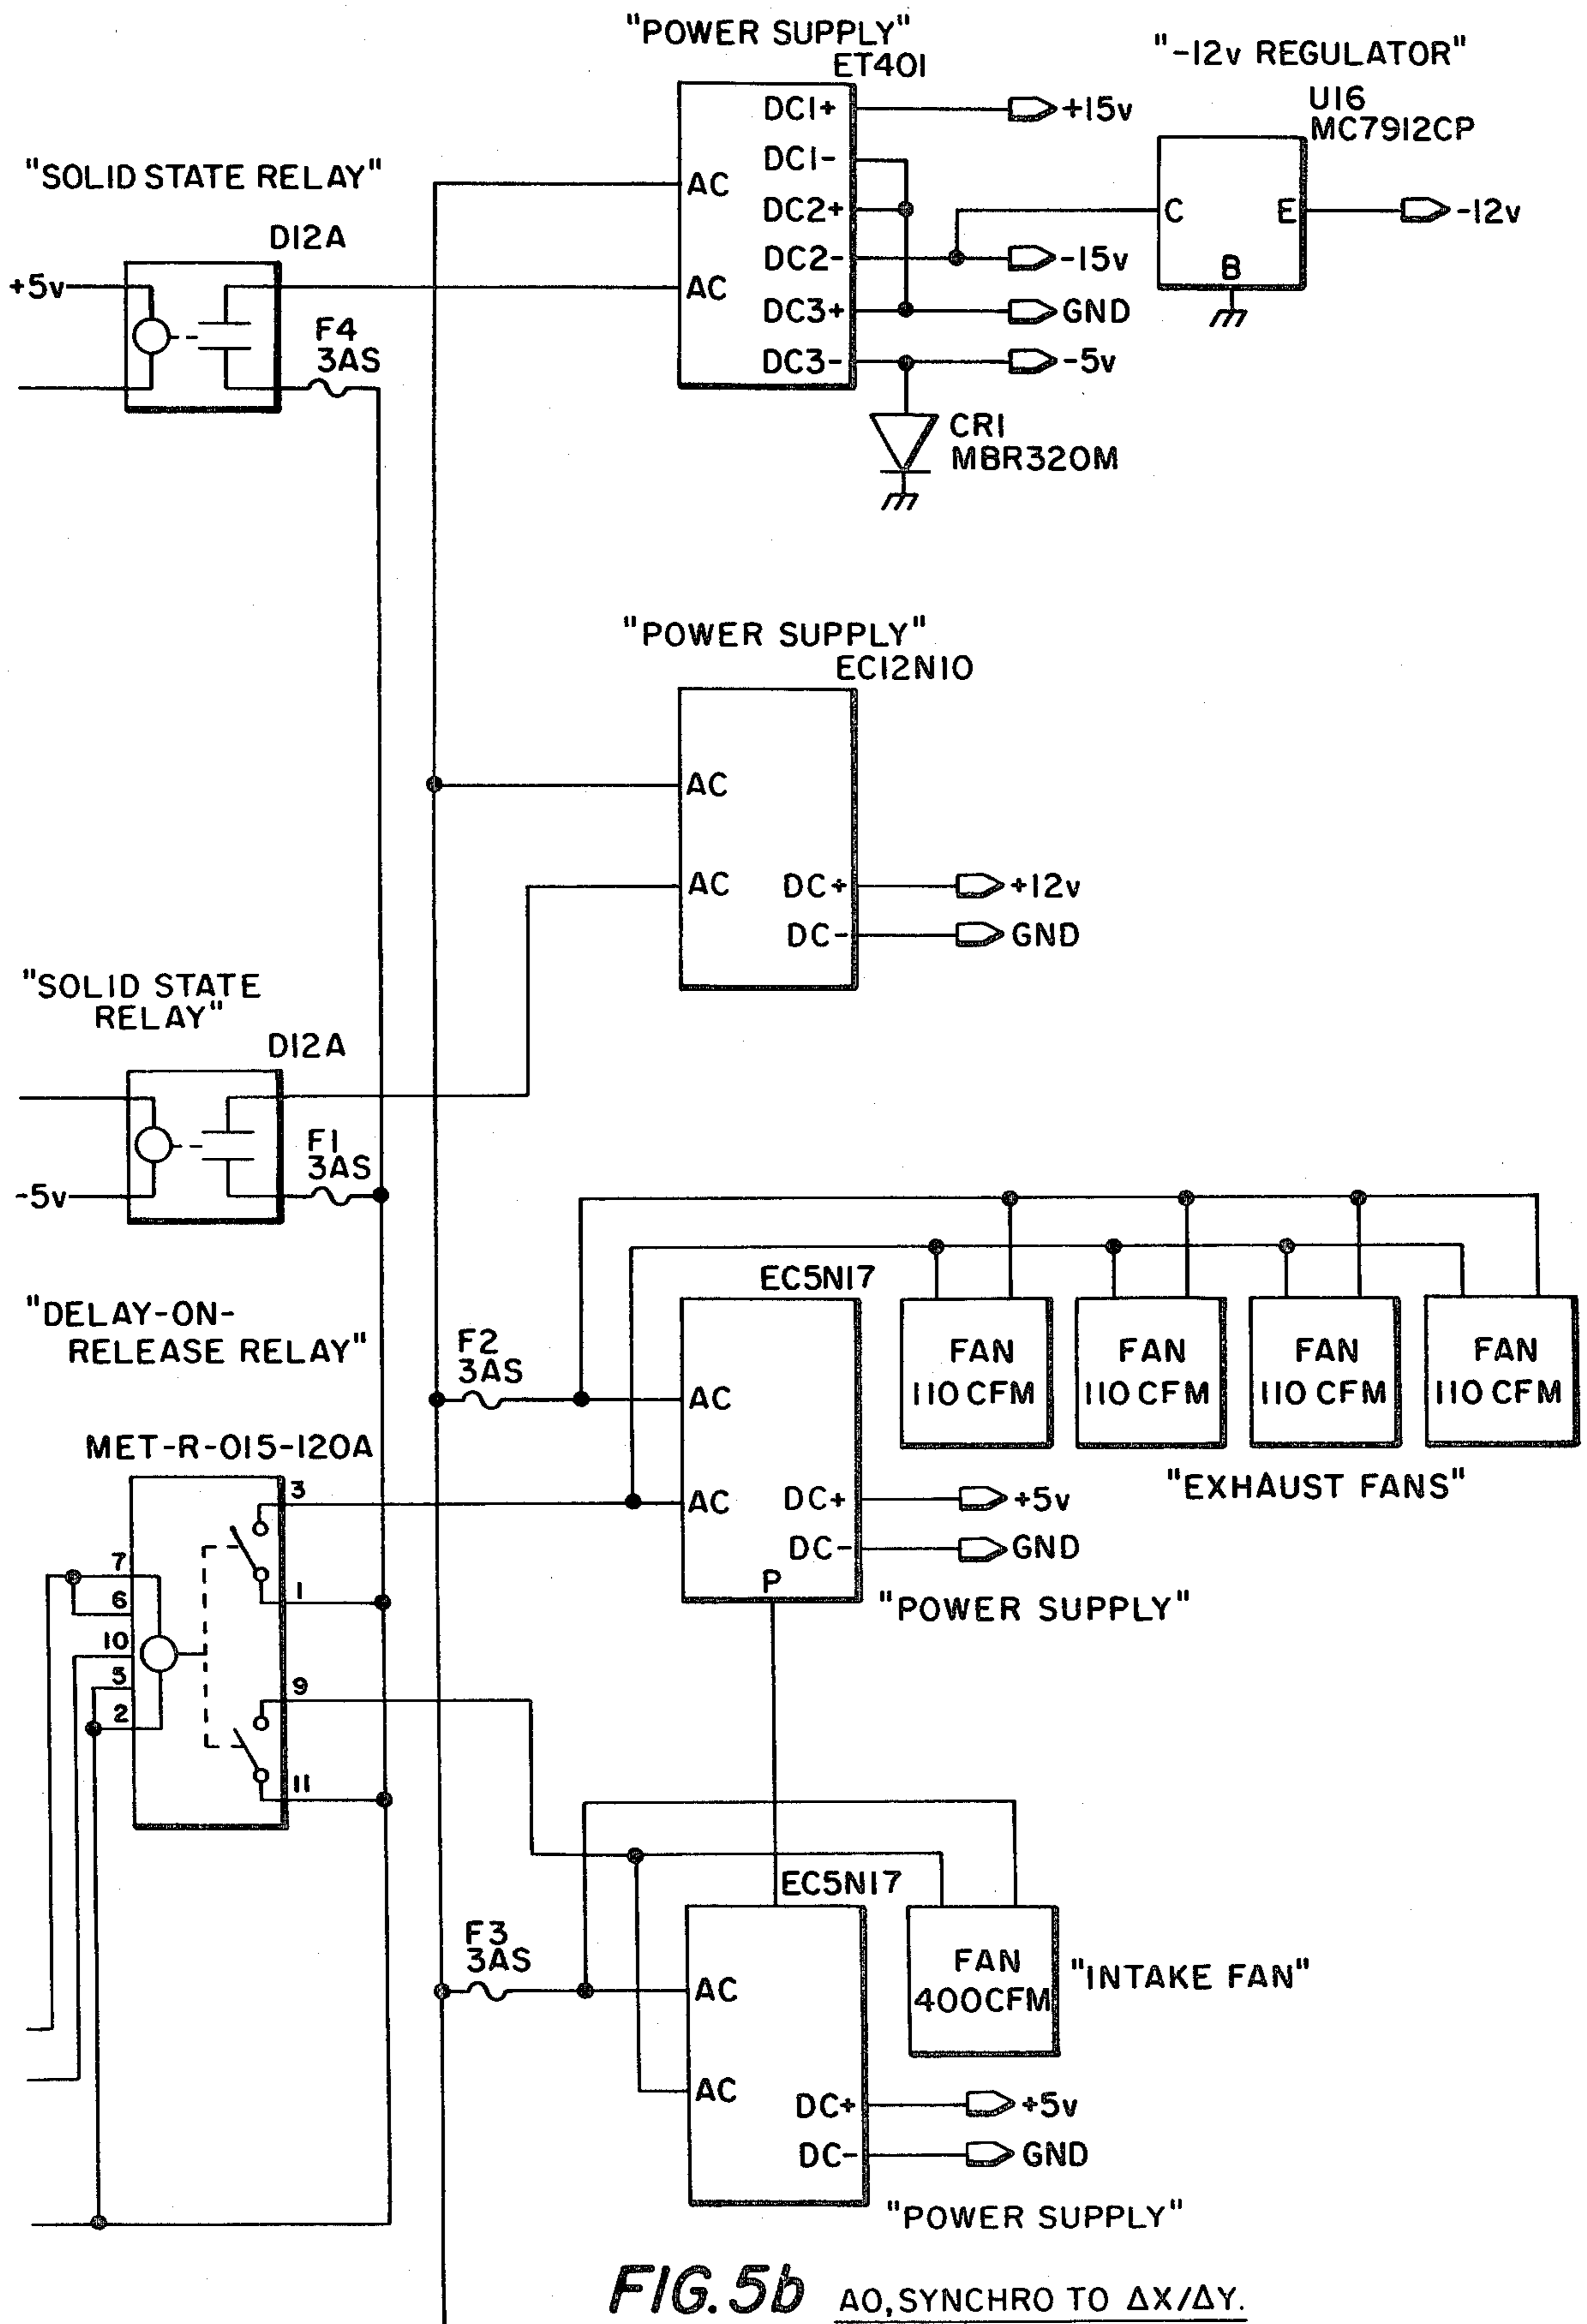 "POWER SUPPLY"
ET401
"-12v REGULATOR"
U16
MC7912CP
DC1+
+15v
DC1-
AC
DC2+
C
E
-12v
DC2-
-15v
B
AC
DC3+
GND
DC3-
-5v
CR1
MBR320M
"SOLID STATE RELAY"
D12A
+5v
F4
3AS
"POWER SUPPLY"
EC12N10
AC
AC
DC+
+12v
DC-
GND
"SOLID STATE
RELAY"
D12A
F1
3AS
-5v
"DELAY-ON-
RELEASE RELAY"
MET-R-015-120A
3
7
6
1
10
5
9
2
11
F2
3AS
EC5N17
AC
AC
DC+
+5v
DC-
GND
P
"POWER SUPPLY"
FAN
110 CFM
FAN
110 CFM
FAN
110 CFM
FAN
110 CFM
"EXHAUST FANS"
F3
3AS
EC5N17
AC
AC
DC+
+5v
DC-
GND
"POWER SUPPLY"
FAN
400CFM
"INTAKE FAN"
FIG. 5b
AO, SYNCHRO TO ΔX/ΔY.